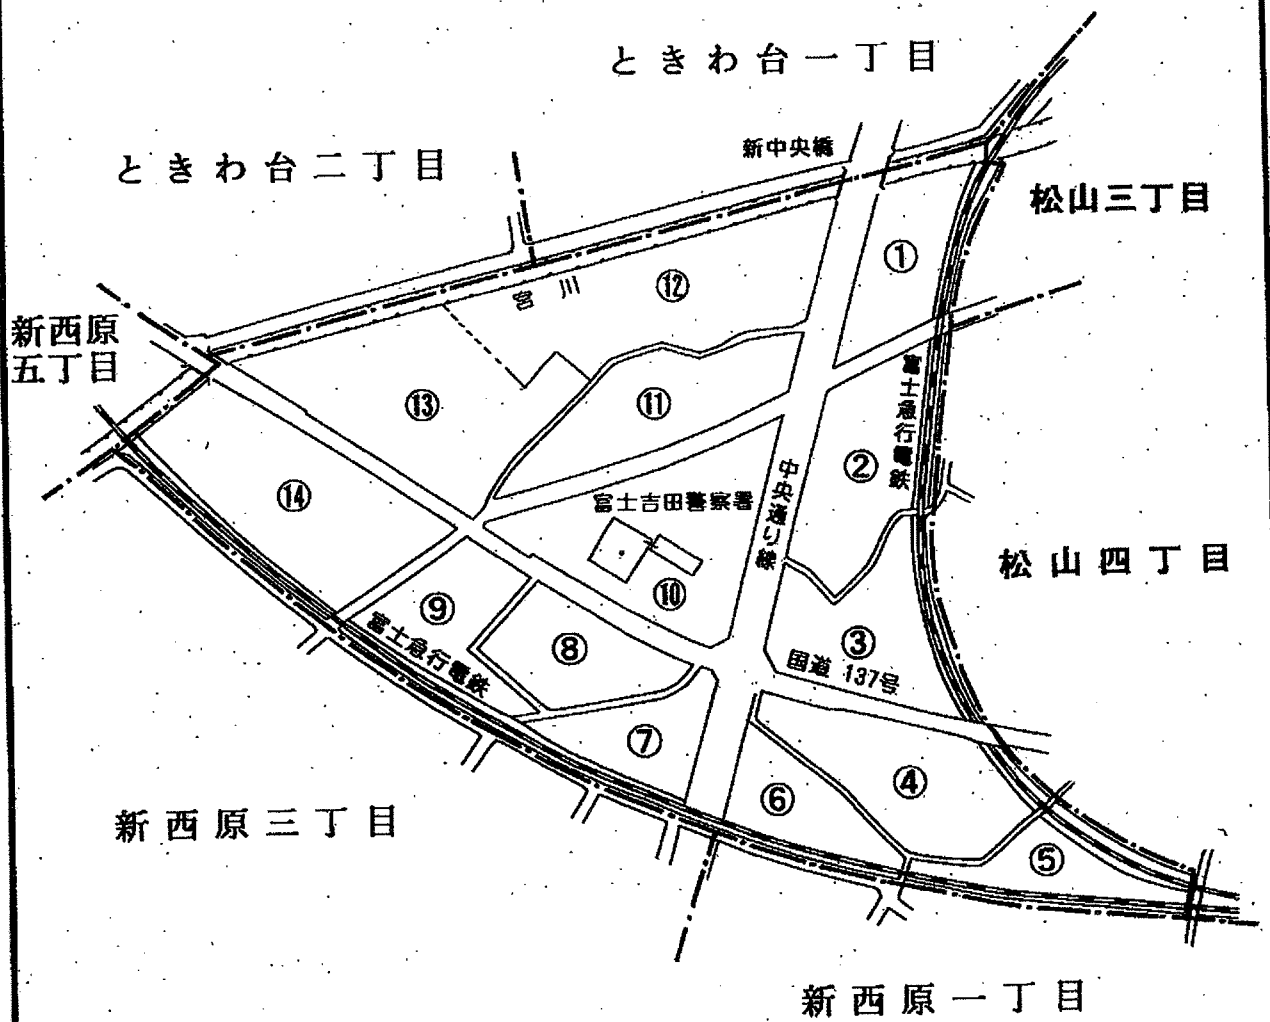 ときわ台一丁目
新中央橋
ときわ台二丁目
松山三丁目
①
宮川
⑫
新西原
五丁目
富士急行電鉄
⑬
⑪
②
中央通り線
⑭
富士吉田警察署
松山四丁目
⑩
⑨
⑧
③
富士急行電鉄
国道 137号
⑦
④
⑥
新西原三丁目
⑤
新西原一丁目